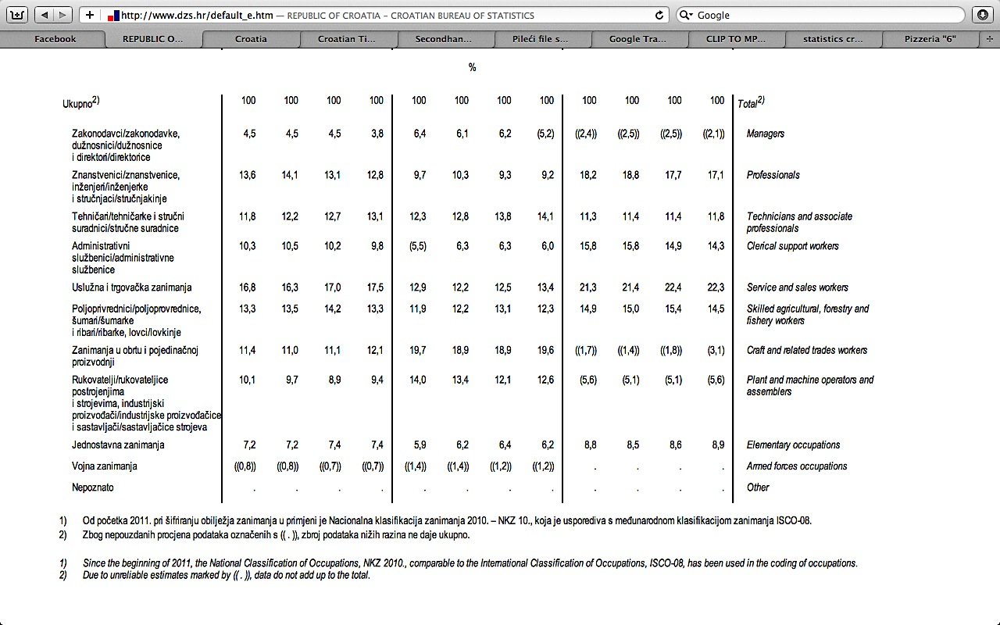 http://www.dzs.hr/default_e.htm — REPUBLIC OF CROATIA – CROATIAN BUREAU OF STATISTICS
Google
Facebook
REPUBLIC O...
Croatia
Croatian Ti...
Secondhan...
Pileći file s...
Google Tra...
CLIP TO MP...
statistics cr...
Pizzeria "6"
%
Ukupno2) 100 100 100 100 100 100 100 100 100 100 100 100 Total2)
Zakonodavci/zakonodavke, 4,5 4,5 4,5 3,8 6,4 6,1 6,2 (5,2) ((2,4)) ((2,5)) ((2,5)) ((2,1)) Managers
dužnosnici/dužnosnice
i direktori/direktorice
Znanstvenici/znanstvenice, 13,6 14,1 13,1 12,8 9,7 10,3 9,3 9,2 18,2 18,8 17,7 17,1 Professionals
inženjeri/inženjerke
i stručnjaci/stručnjakinje
Tehničari/tehničarke i stručni 11,8 12,2 12,7 13,1 12,3 12,8 13,8 14,1 11,3 11,4 11,4 11,8 Technicians and associate
suradnici/stručne suradnice professionals
Administrativni 10,3 10,5 10,2 9,8 (5,5) 6,3 6,3 6,0 15,8 15,8 14,9 14,3 Clerical support workers
službenici/administrativne
službenice
Uslužna i trgovačka zanimanja 16,8 16,3 17,0 17,5 12,9 12,2 12,5 13,4 21,3 21,4 22,4 22,3 Service and sales workers
Poljoprivrednici/poljoprovrednice, 13,3 13,5 14,2 13,3 11,9 12,2 13,1 12,3 14,9 15,0 15,4 14,5 Skilled agricultural, forestry and
šumari/šumarke fishery workers
i ribari/ribarke, lovci/lovkinje
Zanimanja u obrtu i pojedinačnoj 11,4 11,0 11,1 12,1 19,7 18,9 18,9 19,6 ((1,7)) ((1,4)) ((1,8)) (3,1) Craft and related trades workers
proizvodnji
Rukovatelji/rukovateljice 10,1 9,7 8,9 9,4 14,0 13,4 12,1 12,6 (5,6) (5,1) (5,1) (5,6) Plant and machine operators and
postrojenjima assemblers
i strojevima, industrijski
proizvođači/industrijske proizvođačice
i sastavljači/sastavljačice strojeva
Jednostavna zanimanja 7,2 7,2 7,4 7,4 5,9 6,2 6,4 6,2 8,8 8,5 8,6 8,9 Elementary occupations
Vojna zanimanja ((0,8)) ((0,8)) ((0,7)) ((0,7)) ((1,4)) ((1,4)) ((1,2)) ((1,2)) . . . . Armed forces occupations
Nepoznato . . . . . . . . . . . . Other
1) Od početka 2011. pri šifriranju obilježja zanimanja u primjeni je Nacionalna klasifikacija zanimanja 2010. – NKZ 10., koja je usporediva s međunarodnom klasifikacijom zanimanja ISCO-08.
2) Zbog nepouzdanih procjena podataka označenih s (( . )), zbroj podataka nižih razina ne daje ukupno.
1) Since the beginning of 2011, the National Classification of Occupations, NKZ 2010., comparable to the International Classification of Occupations, ISCO-08, has been used in the coding of occupations.
2) Due to unreliable estimates marked by (( . )), data do not add up to the total.